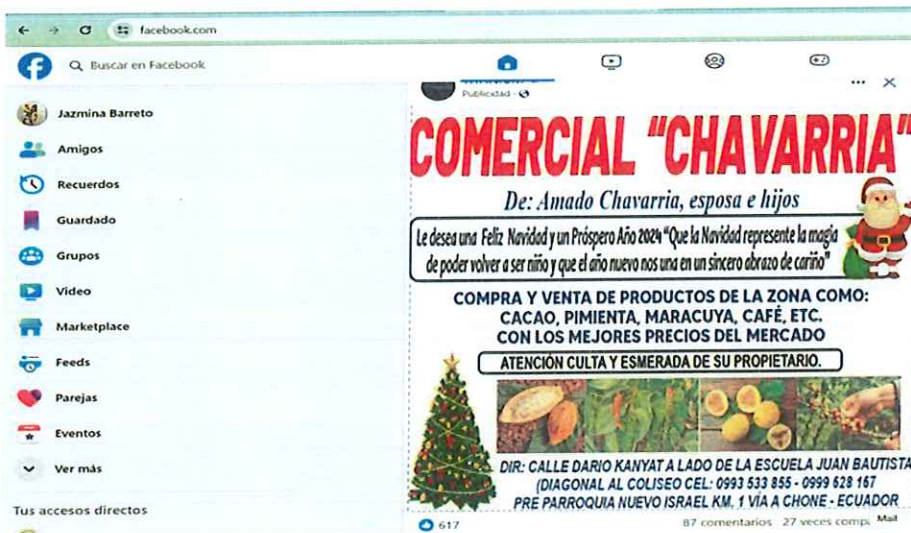 facebook.com
Buscar en Facebook
Jazmina Barreto
Amigos
Recuerdos
Guardado
Grupos
Video
Marketplace
Feeds
Parejas
Eventos
Ver más
Tus accesos directos
Publicidad
COMERCIAL "CHAVARRIA"
De: Amado Chavarria, esposa e hijos
Le desea una Feliz Navidad y un Próspero Año 2024 "Que la Navidad represente la magia
de poder volver a ser niño y que el año nuevo nos una en un sincero abrazo de cariño"
COMPRA Y VENTA DE PRODUCTOS DE LA ZONA COMO:
CACAO, PIMIENTA, MARACUYA, CAFÉ, ETC.
CON LOS MEJORES PRECIOS DEL MERCADO
ATENCIÓN CULTA Y ESMERADA DE SU PROPIETARIO.
DIR: CALLE DARIO KANYAT A LADO DE LA ESCUELA JUAN BAUTISTA
(DIAGONAL AL COLISEO CEL: 0993 533 855 - 0999 628 167
PRE PARROQUIA NUEVO ISRAEL KM, 1 VÍA A CHONE - ECUADOR
617
87 comentarios 27 veces comp Mail